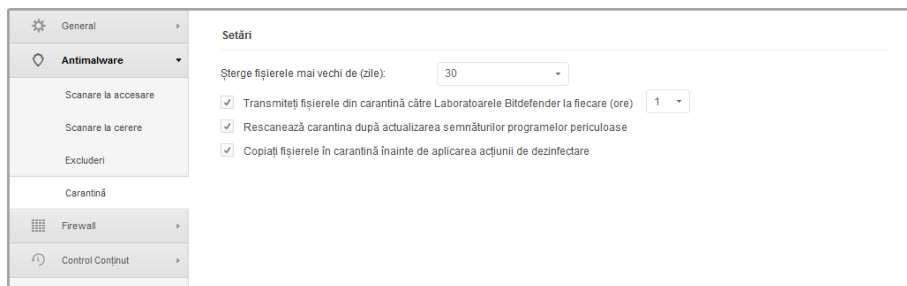 General
Antimalware
Scanare la accesare
Scanare la cerere
Excluderi
Carantină
Firewall
Control Conținut
Setări
Șterge fișierele mai vechi de (zile): 30
Transmiteți fișierele din carantină către Laboratoarele Bitdefender la fiecare (ore) 1
Rescanează carantina după actualizarea semnăturilor programelor periculoase
Copiați fișierele în carantină înainte de aplicarea acțiunii de dezinfectare